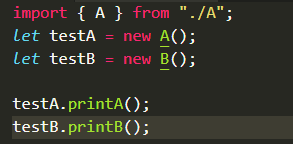 import { A } from "./A";
let testA = new A();
let testB = new B();
testA.printA();
testB.printB();